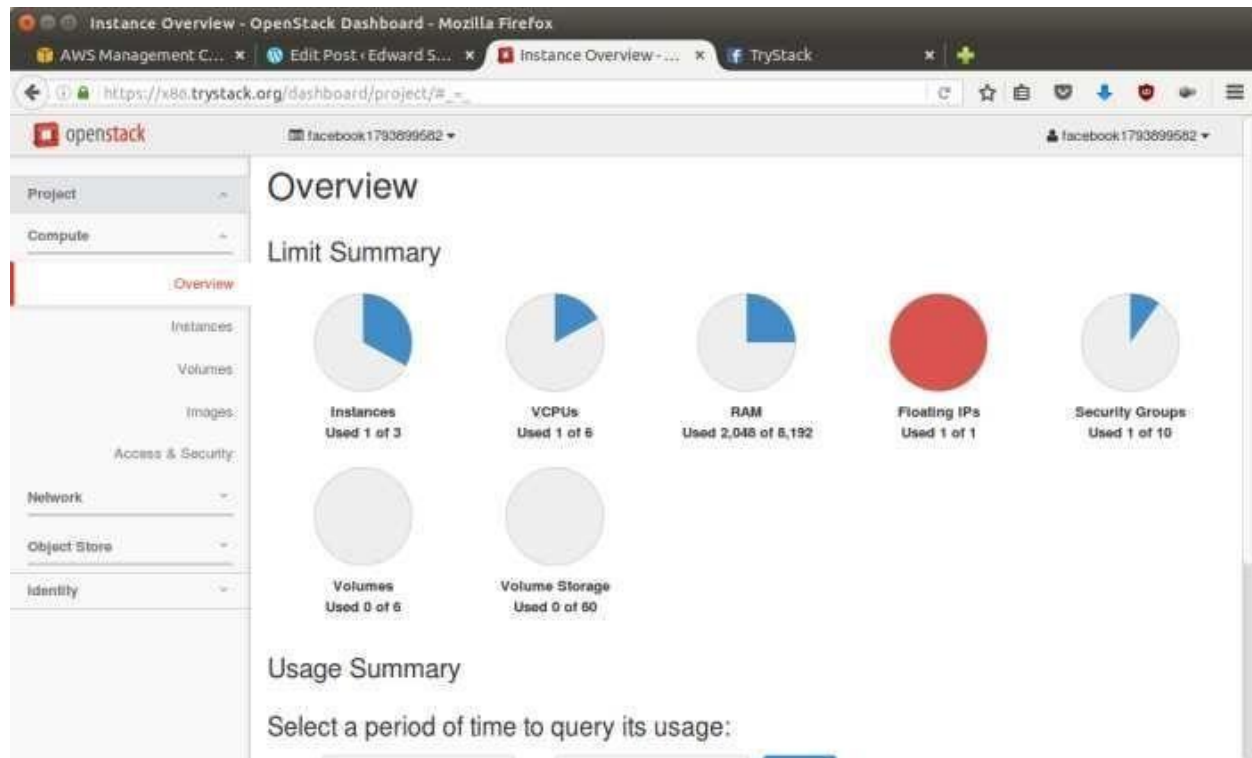 Instance Overview - OpenStack Dashboard - Mozilla Firefox
AWS Management C... Edit Post ‹ Edward S... Instance Overview - ... TryStack
https://x86.trystack.org/dashboard/project/#_=_
openstack facebook1793899582 facebook1793899582
Project
Compute
Overview
Instances
Volumes
Images
Access & Security
Network
Object Store
Identity
Overview
Limit Summary
Instances
Used 1 of 3
VCPUs
Used 1 of 6
RAM
Used 2,048 of 8,192
Floating IPs
Used 1 of 1
Security Groups
Used 1 of 10
Volumes
Used 0 of 6
Volume Storage
Used 0 of 60
Usage Summary
Select a period of time to query its usage: